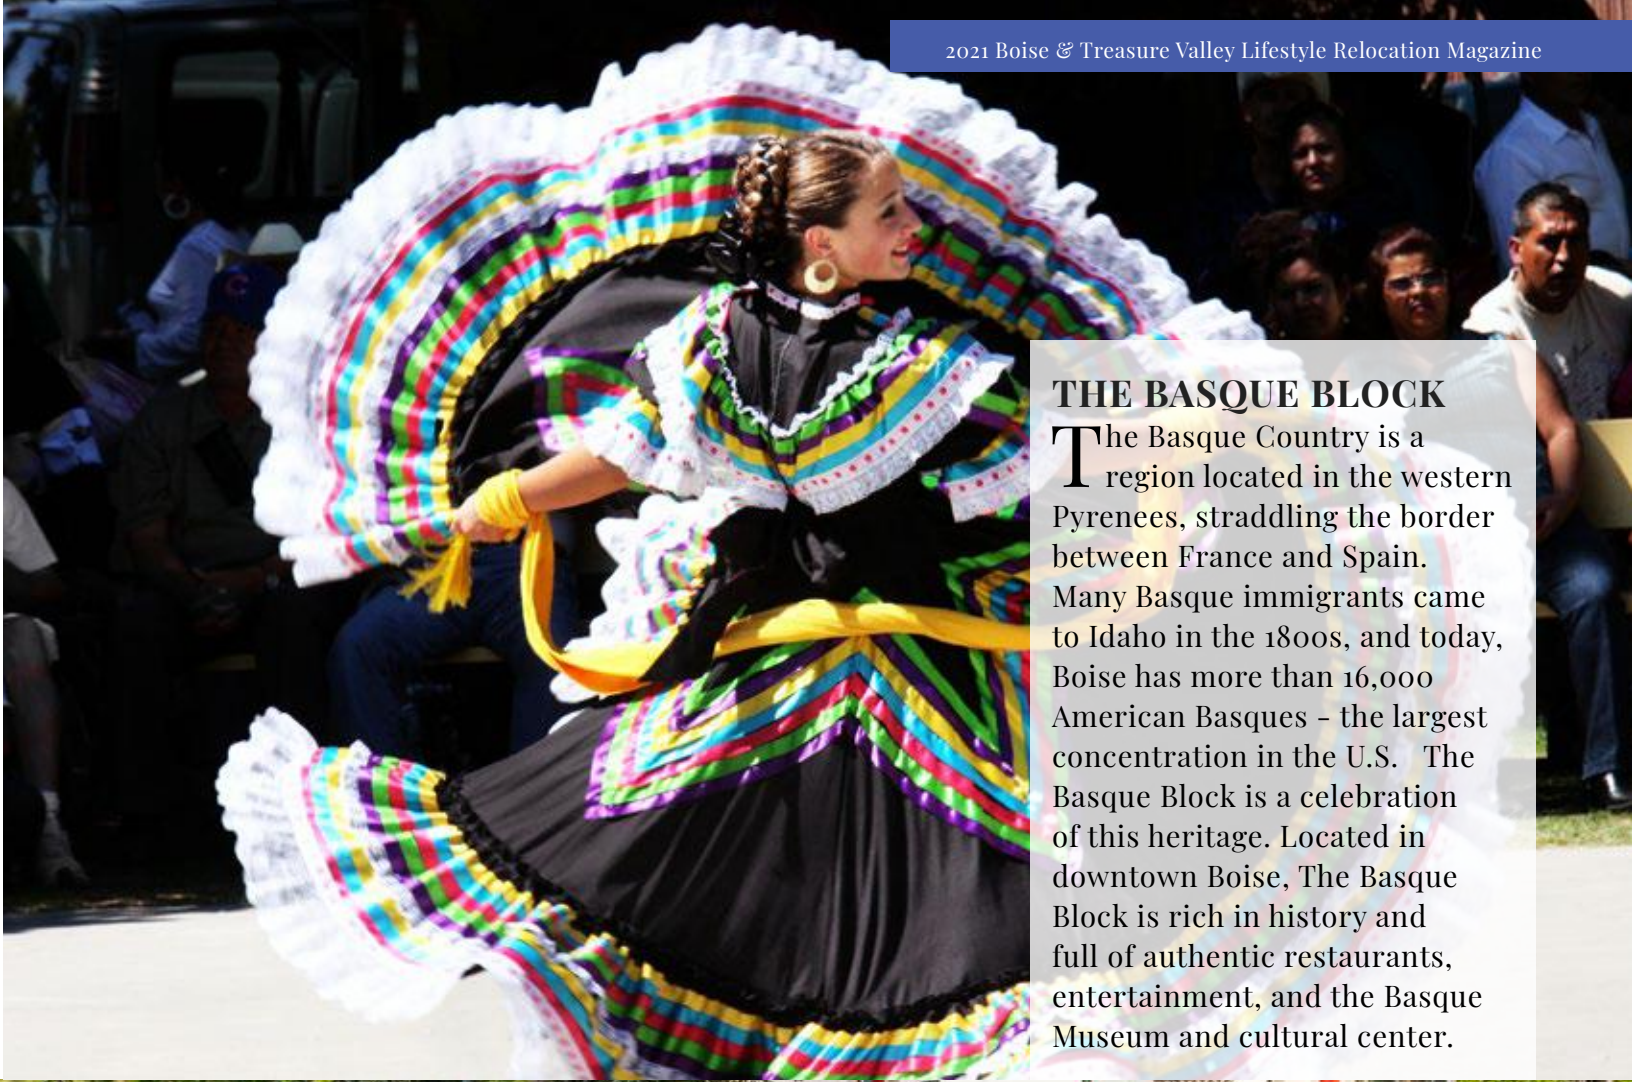 2021 Boise & Treasure Valley Lifestyle Relocation Magazine
THE BASQUE BLOCK
The Basque Country is a
region located in the western
Pyrenees, straddling the border
between France and Spain.
Many Basque immigrants came
to Idaho in the 1800s, and today,
Boise has more than 16,000
American Basques - the largest
concentration in the U.S.   The
Basque Block is a celebration
of this heritage. Located in
downtown Boise, The Basque
Block is rich in history and
full of authentic restaurants,
entertainment, and the Basque
Museum and cultural center.